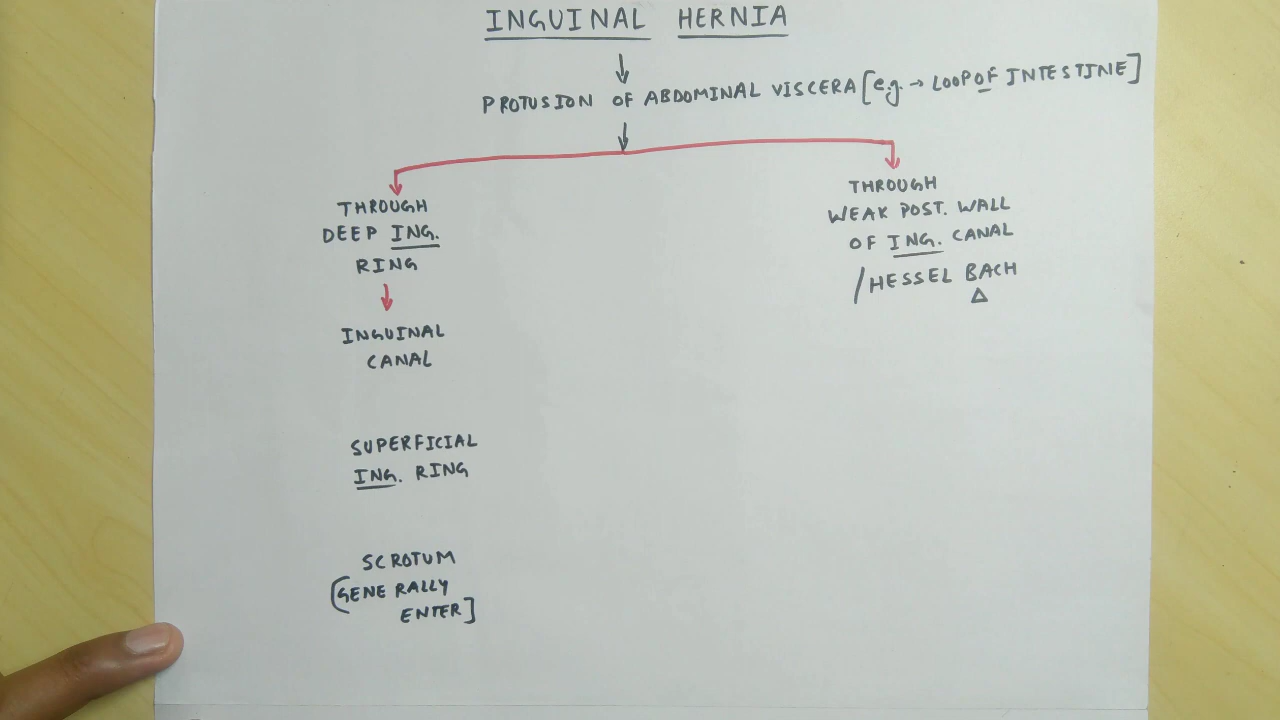 INGUINAL HERNIA
PROTUSION OF ABDOMINAL VISCERA [e.g. → LOOP OF INTESTINE]
THROUGH
DEEP ING.
RING
INGUINAL
CANAL
SUPERFICIAL
ING. RING
SCROTUM
(GENERALLY
ENTER]
THROUGH
WEAK POST. WALL
OF ING. CANAL
/HESSEL BACH
Δ